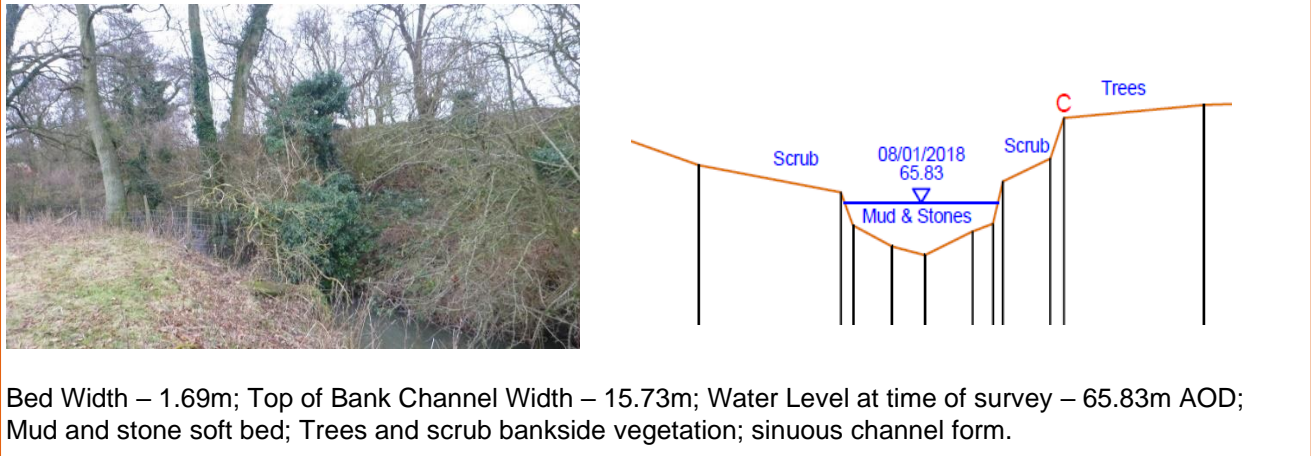 Trees
C
Scrub
08/01/2018
Scrub
65.83
Mud & Stones
Bed Width – 1.69m; Top of Bank Channel Width – 15.73m; Water Level at time of survey – 65.83m AOD;
Mud and stone soft bed; Trees and scrub bankside vegetation; sinuous channel form.